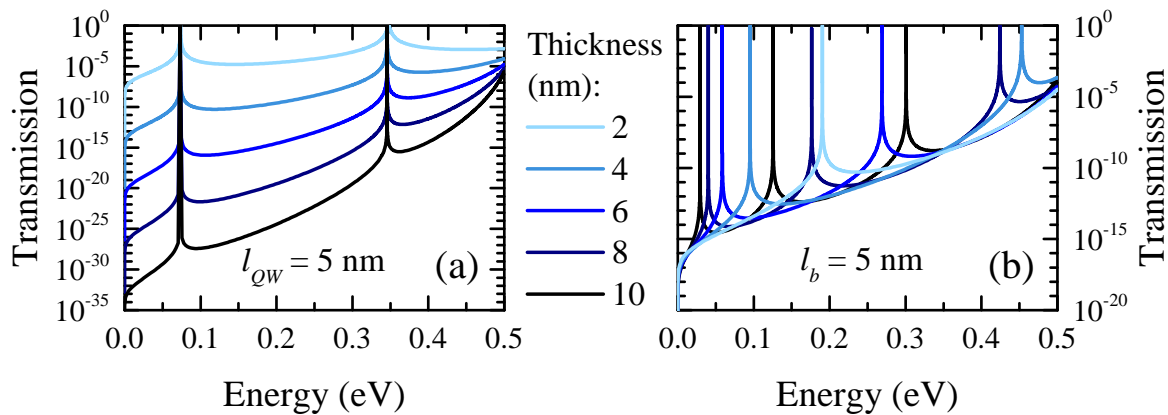 Transmission
10^0
10^-5
10^-10
10^-15
10^-20
10^-25
10^-30
10^-35
l_QW = 5 nm
(a)
0.0 0.1 0.2 0.3 0.4 0.5
Energy (eV)
Thickness
(nm):
2
4
6
8
10
l_b = 5 nm
(b)
0.0 0.1 0.2 0.3 0.4 0.5
Energy (eV)
10^0
10^-5
10^-10
10^-15
10^-20
Transmission